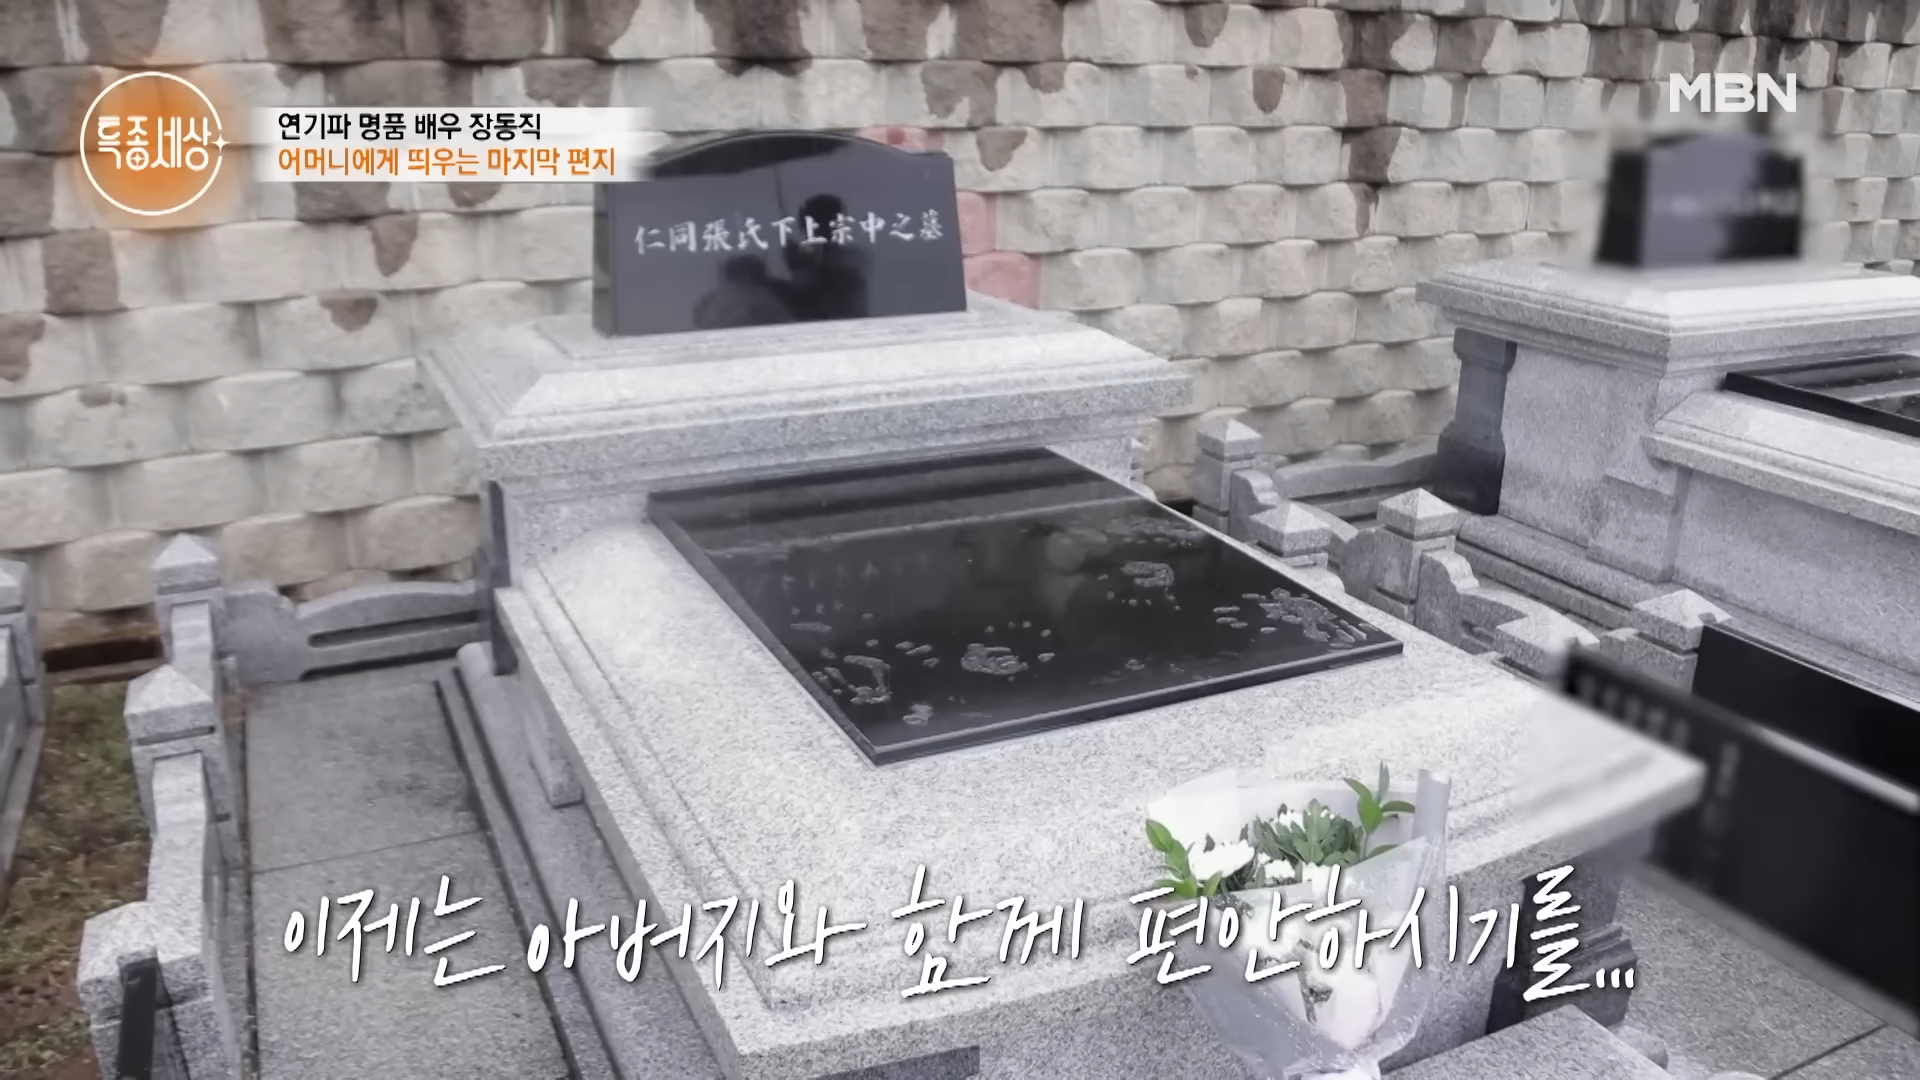 특종세상
연기파 명품 배우 장동직
어머니에게 띄우는 마지막 편지
MBN
仁同張氏下上宗中之墓
이제는 아버지와 함께 편안하시기를...